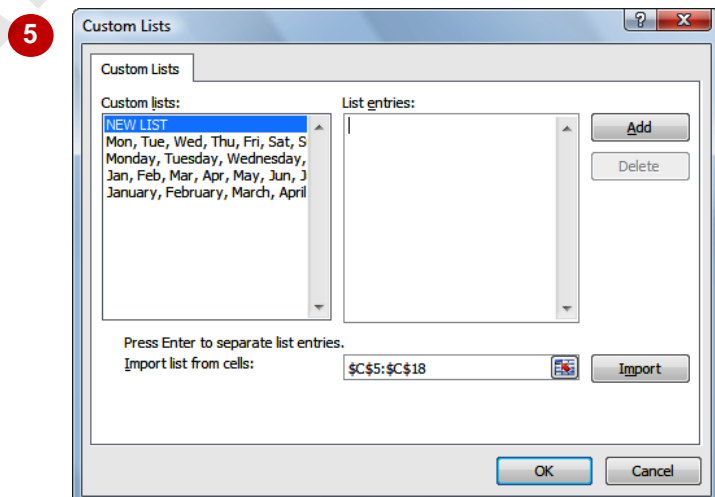 5
Custom Lists
Custom Lists
Custom lists:
List entries:
NEW LIST
Mon, Tue, Wed, Thu, Fri, Sat, S
Monday, Tuesday, Wednesday,
Jan, Feb, Mar, Apr, May, Jun, J
January, February, March, April
Add
Delete
Press Enter to separate list entries.
Import list from cells:
$C$5:$C$18
Import
OK
Cancel